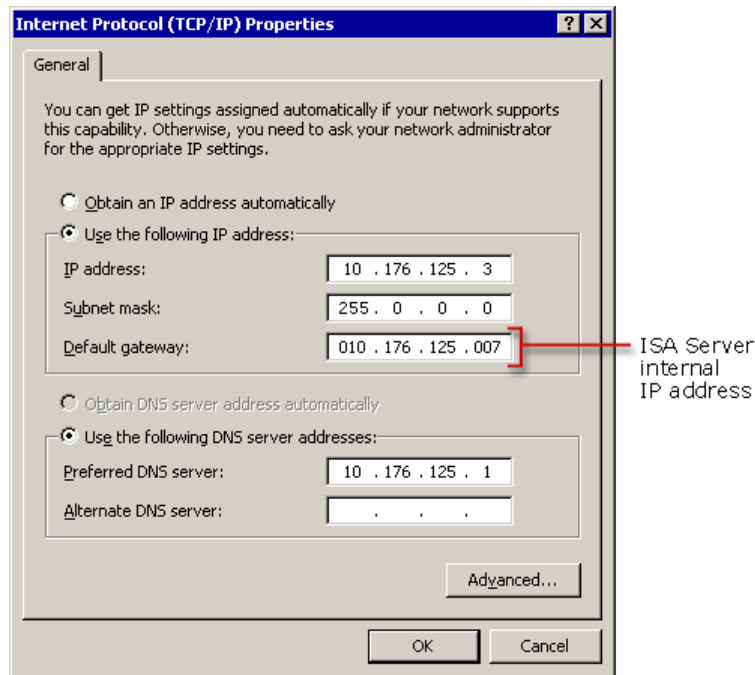 Internet Protocol (TCP/IP) Properties
? X
General
You can get IP settings assigned automatically if your network supports
this capability. Otherwise, you need to ask your network administrator
for the appropriate IP settings.
Obtain an IP address automatically
Use the following IP address:
IP address: 10 . 176 . 125 . 3
Subnet mask: 255 . 0 . 0 . 0
Default gateway: 010 . 176 . 125 . 007
ISA Server
internal
IP address
Obtain DNS server address automatically
Use the following DNS server addresses:
Preferred DNS server: 10 . 176 . 125 . 1
Alternate DNS server: . . .
Advanced...
OK Cancel